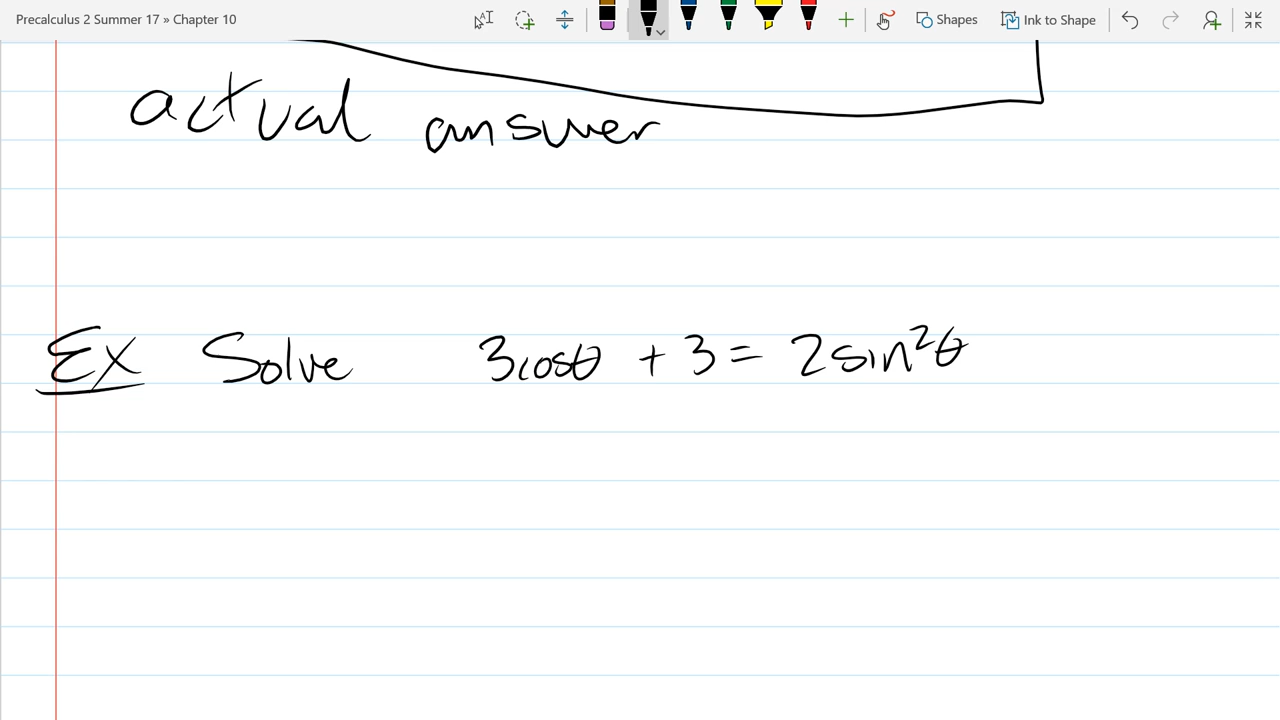 Precalculus 2 Summer 17 » Chapter 10
Shapes
Ink to Shape
actual answer
Ex Solve 3cosθ + 3 = 2sin²θ